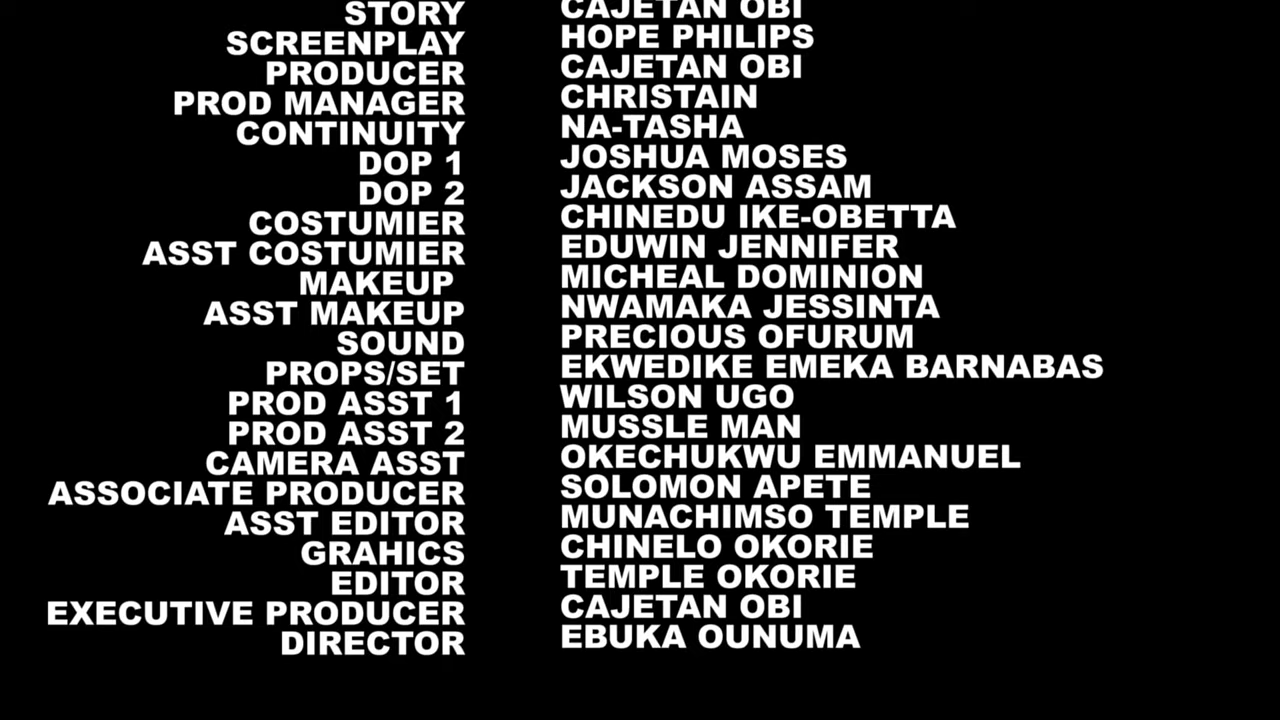 STORY CAJETAN OBI
SCREENPLAY HOPE PHILIPS
PRODUCER CAJETAN OBI
PROD MANAGER CHRISTAIN
CONTINUITY NA-TASHA
DOP 1 JOSHUA MOSES
DOP 2 JACKSON ASSAM
COSTUMIER CHINEDU IKE-OBETTA
ASST COSTUMIER EDUWIN JENNIFER
MAKEUP MICHEAL DOMINION
ASST MAKEUP NWAMAKA JESSINTA
SOUND PRECIOUS OFURUM
PROPS/SET EKWEDIKE EMEKA BARNABAS
PROD ASST 1 WILSON UGO
PROD ASST 2 MUSSLE MAN
CAMERA ASST OKECHUKWU EMMANUEL
ASSOCIATE PRODUCER SOLOMON APETE
ASST EDITOR MUNACHIMSO TEMPLE
GRAHICS CHINELO OKORIE
EDITOR TEMPLE OKORIE
EXECUTIVE PRODUCER CAJETAN OBI
DIRECTOR EBUKA OUNUMA